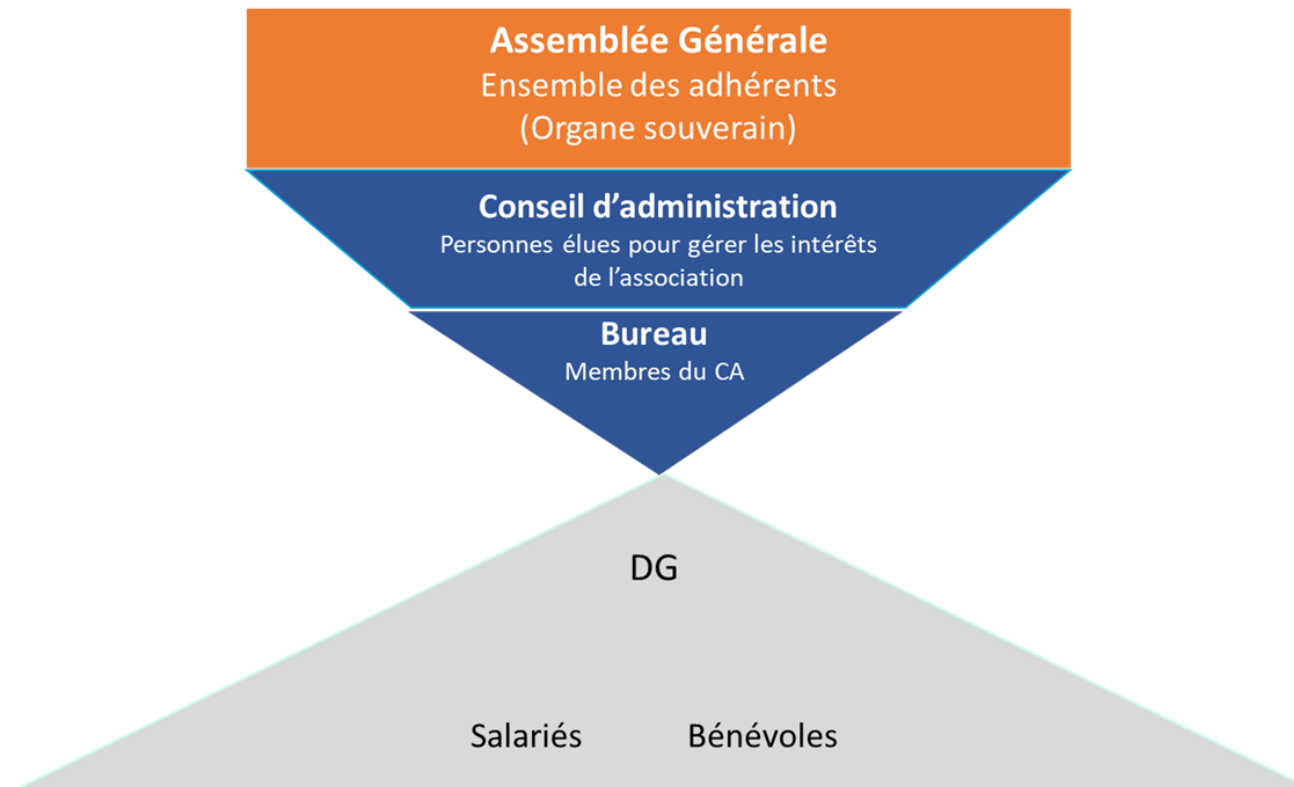 Assemblée Générale
Ensemble des adhérents
(Organe souverain)
Conseil d’administration
Personnes élues pour gérer les intérêts
de l’association
Bureau
Membres du CA
DG
Salariés Bénévoles